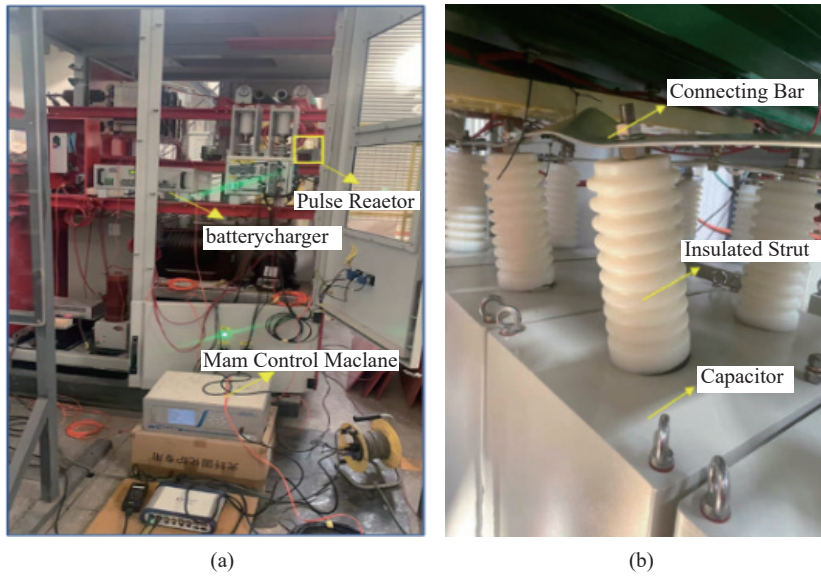 Connecting Bar
Pulse Reaetor
batterycharger
Insulated Strut
Mam Control Maclane
Capacitor
(a)
(b)